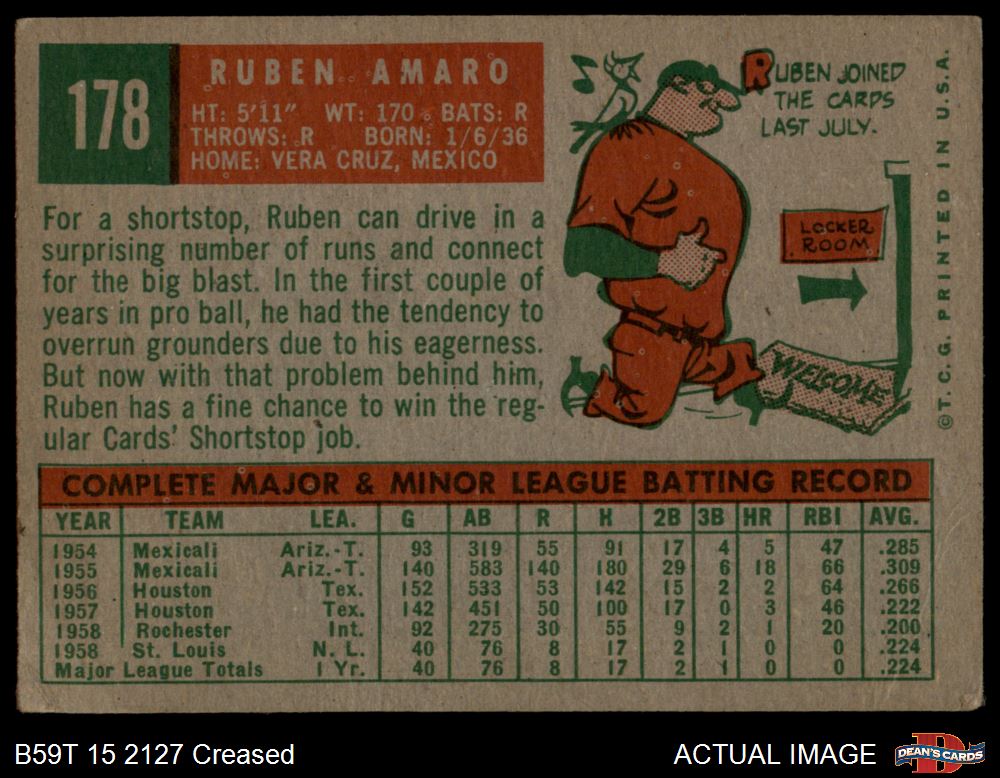 178
RUBEN AMARO
HT: 5'11" WT: 170 BATS: R
THROWS: R BORN: 1/6/36
HOME: VERA CRUZ, MEXICO
For a shortstop, Ruben can drive in a
surprising number of runs and connect
for the big blast. In the first couple of
years in pro ball, he had the tendency to
overrun grounders due to his eagerness.
But now with that problem behind him,
Ruben has a fine chance to win the reg-
ular Cards' Shortstop job.
RUBEN JOINED
THE CARDS
LAST JULY.
LOCKER
ROOM
WELCOME
©T.C.G. PRINTED IN U.S.A.
COMPLETE MAJOR & MINOR LEAGUE BATTING RECORD
YEAR TEAM LEA. G AB R H 2B 3B HR RBI AVG.
1954 Mexicali Ariz.-T. 93 319 55 91 17 4 5 47 .285
1955 Mexicali Ariz.-T. 140 583 140 180 29 6 18 66 .309
1956 Houston Tex. 152 533 53 142 15 2 2 64 .266
1957 Houston Tex. 142 451 50 100 17 0 3 46 .222
1958 Rochester Int. 92 275 30 55 9 2 1 20 .200
1958 St. Louis N. L. 40 76 8 17 2 1 0 0 .224
Major League Totals 1 Yr. 40 76 8 17 2 1 0 0 .224
B59T 15 2127 Creased
ACTUAL IMAGE
DEAN'S CARDS